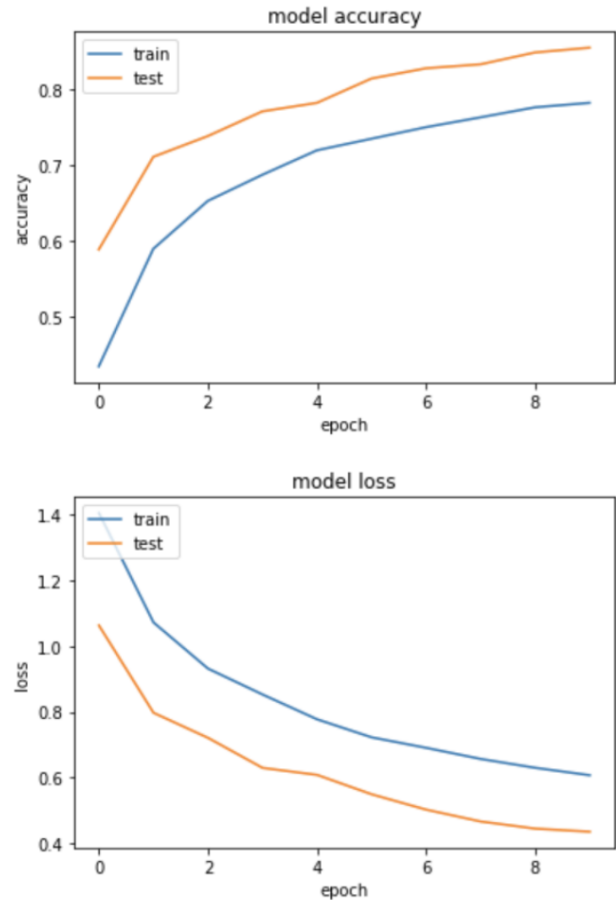 model accuracy
train
test
0.8
0.7
0.6
0.5
accuracy
0 2 4 6 8
epoch
model loss
train
test
1.4
1.2
1.0
0.8
0.6
0.4
loss
0 2 4 6 8
epoch